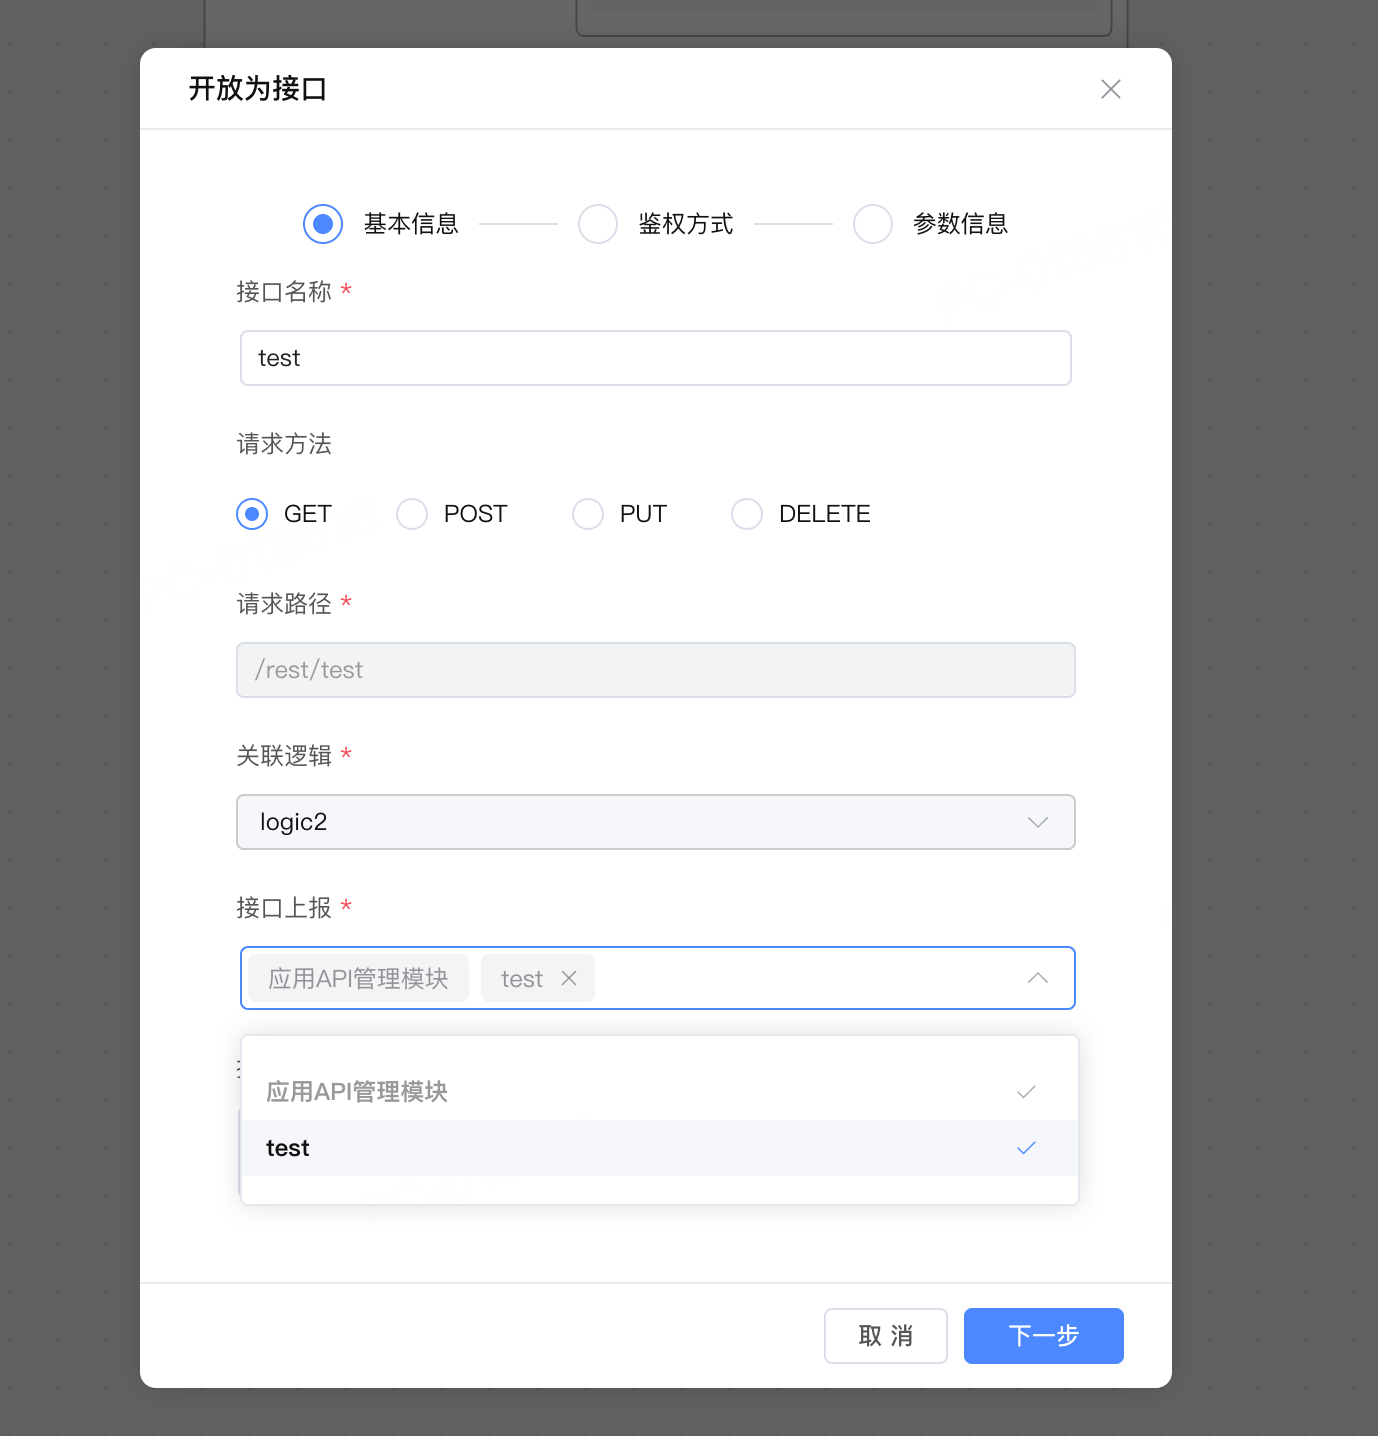 开放为接口
基本信息 鉴权方式 参数信息
接口名称 *
test
请求方法
GET POST PUT DELETE
请求路径 *
/rest/test
关联逻辑 *
logic2
接口上报 *
应用API管理模块 test
应用API管理模块
test
取 消 下一步